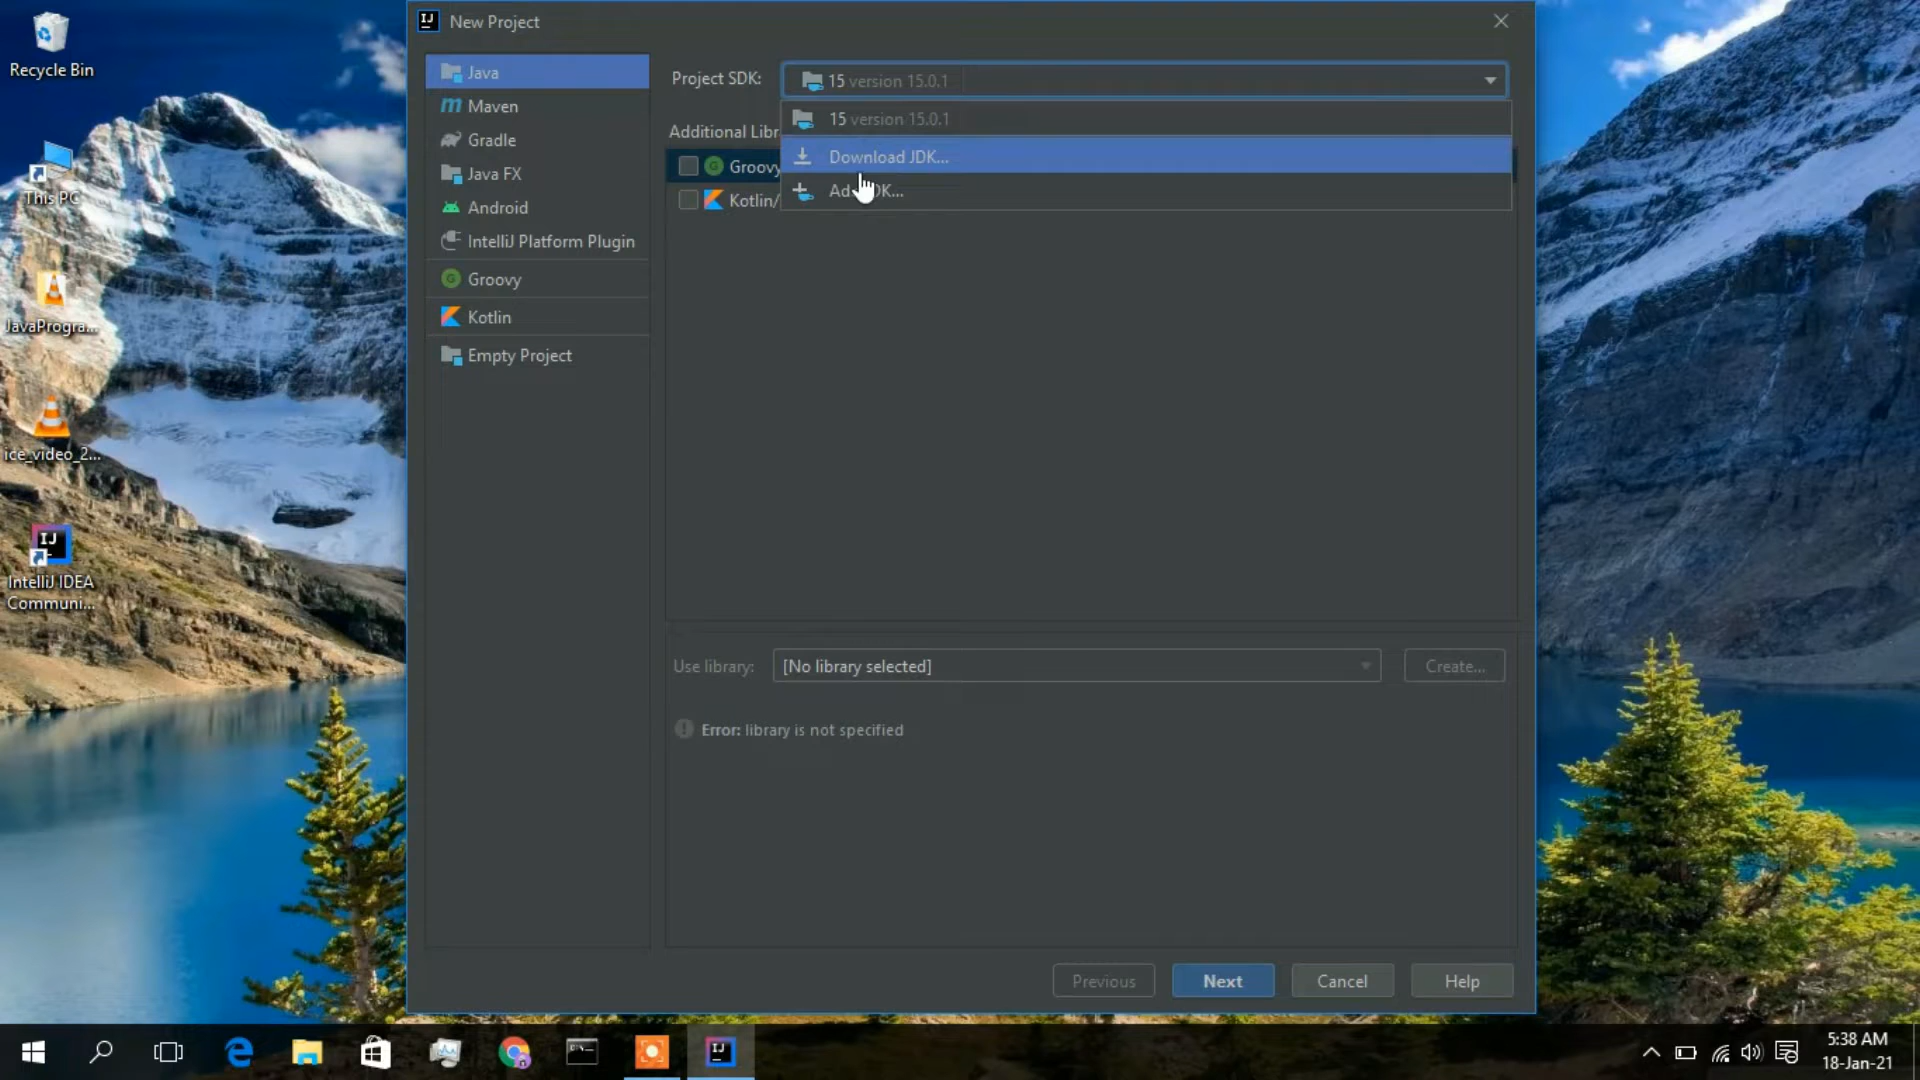 New Project
Recycle Bin
Java
Project SDK:
15 version 15.0.1
Maven
Additional Libr
15 version 15.0.1
Gradle
Groovy
Download JDK...
Java FX
Kotlin/
This PC
Android
IntelliJ Platform Plugin
Groovy
Kotlin
JavaProgra...
Empty Project
ice_video_2...
IJ
IntelliJ IDEA
Communi...
Use library:
[No library selected]
Create...
Error: library is not specified
Previous
Next
Cancel
Help
5:38 AM
18-Jan-21